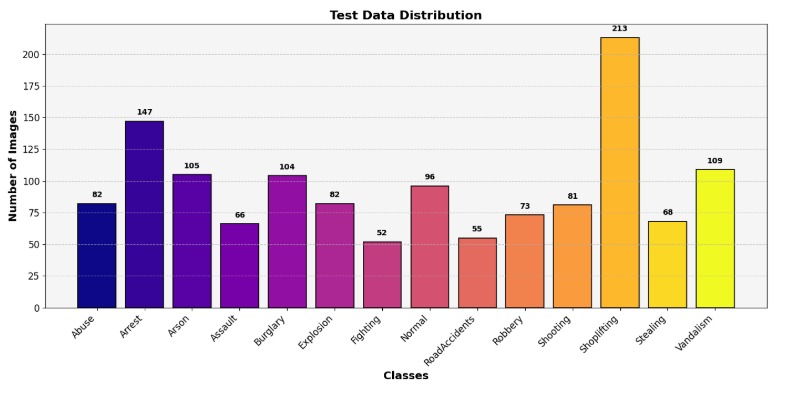 Test Data Distribution
Number of Images
200
175
150
125
100
75
50
25
0
82
147
105
66
104
82
52
96
55
73
81
213
68
109
Abuse
Arrest
Arson
Assault
Burglary
Explosion
Fighting
Normal
RoadAccidents
Robbery
Shooting
Shoplifting
Stealing
Vandalism
Classes